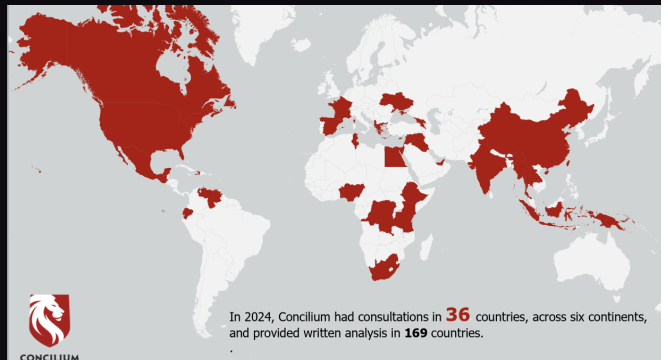 In 2024, Concilium had consultations in 36 countries, across six continents,
and provided written analysis in 169 countries.
.
CONCILIUM